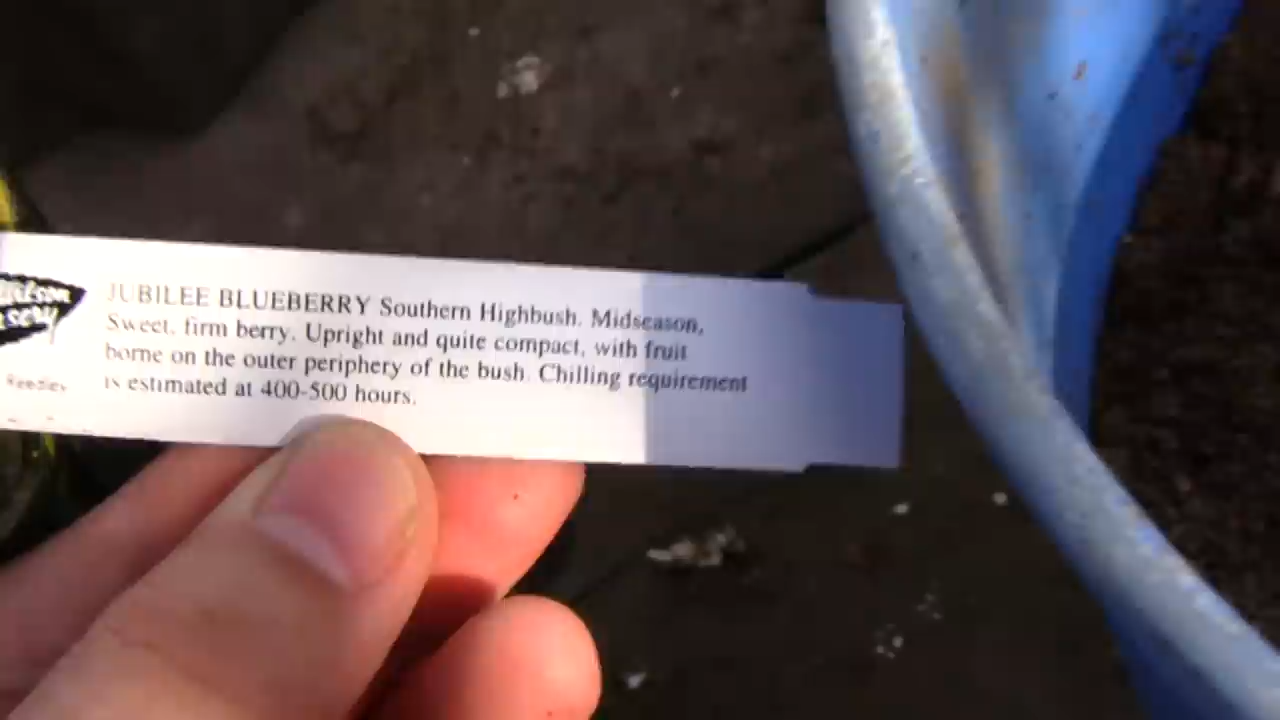 JUBILEE BLUEBERRY Southern Highbush. Midseason,
Sweet, firm berry. Upright and quite compact, with fruit
borne on the outer periphery of the bush. Chilling requirement
is estimated at 400-500 hours.
Reedley